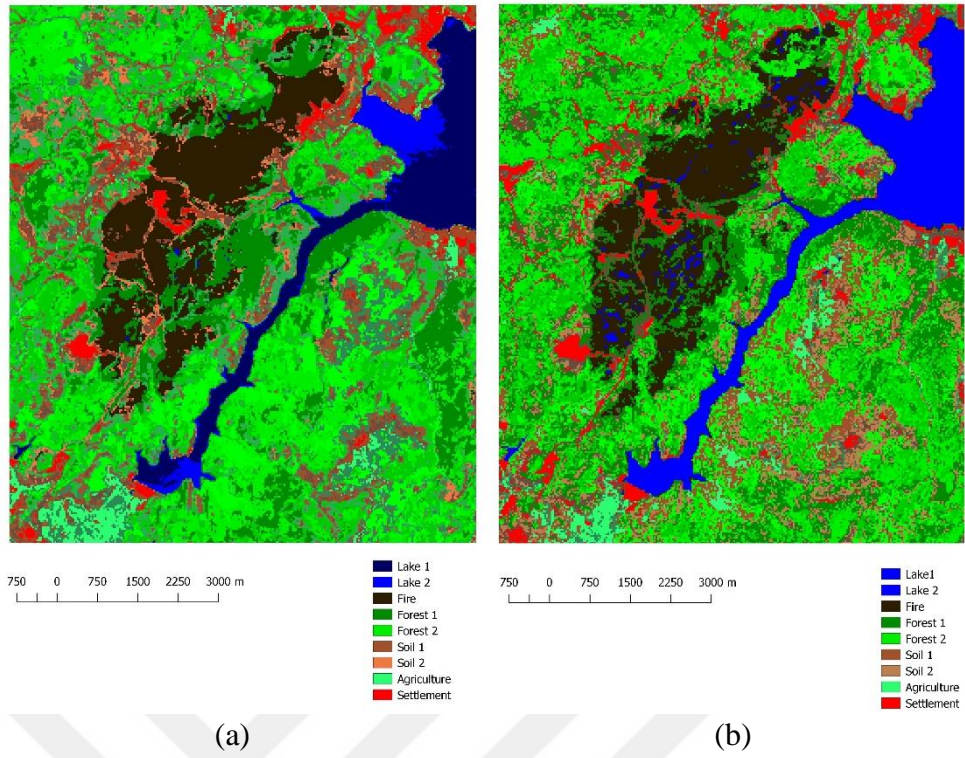 750 0 750 1500 2250 3000 m
Lake 1
Lake 2
Fire
Forest 1
Forest 2
Soil 1
Soil 2
Agriculture
Settlement
(a)
750 0 750 1500 2250 3000 m
Lake1
Lake 2
Fire
Forest 1
Forest 2
Soil 1
Soil 2
Agriculture
Settlement
(b)